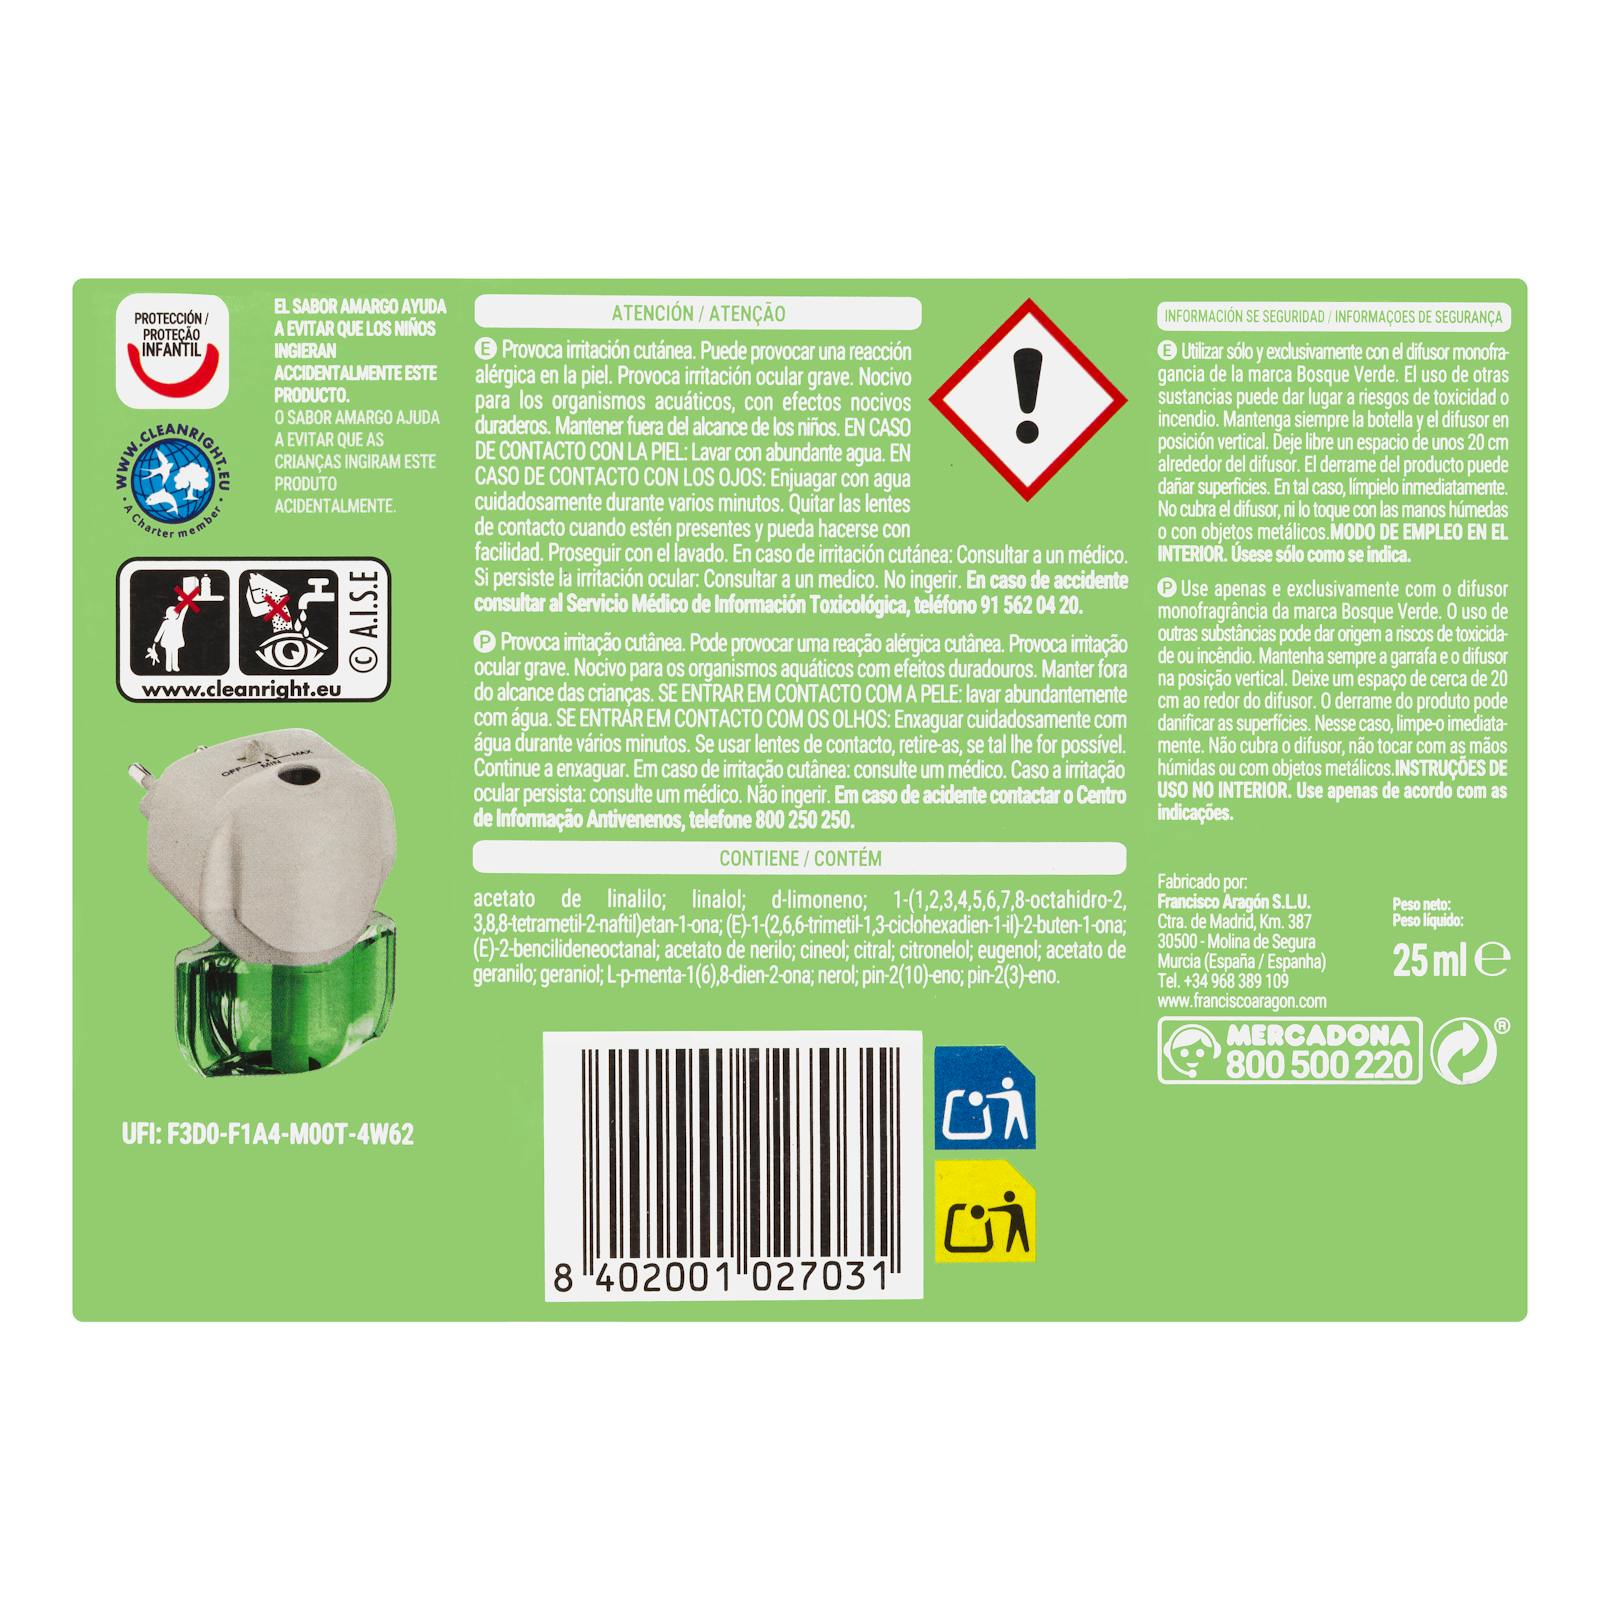 PROTECCIÓN /
PROTEÇÃO
INFANTIL
EL SABOR AMARGO AYUDA
A EVITAR QUE LOS NIÑOS
INGIERAN
ACCIDENTALMENTE ESTE
PRODUCTO.
O SABOR AMARGO AJUDA
A EVITAR QUE AS
CRIANÇAS INGIRAM ESTE
PRODUTO
ACIDENTALMENTE.
WWW.CLEANRIGHT.EU
A Charter member
© A.I.S.E
www.cleanright.eu
OFF MIN MAX
UFI: F3D0-F1A4-M00T-4W62
ATENCIÓN / ATENÇÃO
E Provoca irritación cutánea. Puede provocar una reacción
alérgica en la piel. Provoca irritación ocular grave. Nocivo
para los organismos acuáticos, con efectos nocivos
duraderos. Mantener fuera del alcance de los niños. EN CASO
DE CONTACTO CON LA PIEL: Lavar con abundante agua. EN
CASO DE CONTACTO CON LOS OJOS: Enjuagar con agua
cuidadosamente durante varios minutos. Quitar las lentes
de contacto cuando estén presentes y pueda hacerse con
facilidad. Proseguir con el lavado. En caso de irritación cutánea: Consultar a un médico.
Si persiste la irritación ocular: Consultar a un medico. No ingerir. En caso de accidente
consultar al Servicio Médico de Información Toxicológica, teléfono 91 562 04 20.
P Provoca irritação cutânea. Pode provocar uma reação alérgica cutânea. Provoca irritação
ocular grave. Nocivo para os organismos aquáticos com efeitos duradouros. Manter fora
do alcance das crianças. SE ENTRAR EM CONTACTO COM A PELE: lavar abundantemente
com água. SE ENTRAR EM CONTACTO COM OS OLHOS: Enxaguar cuidadosamente com
água durante vários minutos. Se usar lentes de contacto, retire-as, se tal lhe for possível.
Continue a enxaguar. Em caso de irritação cutânea: consulte um médico. Caso a irritação
ocular persista: consulte um médico. Não ingerir. Em caso de acidente contactar o Centro
de Informação Antivenenos, telefone 800 250 250.
CONTIENE / CONTÉM
acetato de linalilo; linalol; d-limoneno; 1-(1,2,3,4,5,6,7,8-octahidro-2,
3,8,8-tetrametil-2-naftil)etan-1-ona; (E)-1-(2,6,6-trimetil-1,3-ciclohexadien-1-il)-2-buten-1-ona;
(E)-2-bencilideneoctanal; acetato de nerilo; cineol; citral; citronelol; eugenol; acetato de
geranilo; geraniol; L-p-menta-1(6),8-dien-2-ona; nerol; pin-2(10)-eno; pin-2(3)-eno.
8 402001 027031
INFORMACIÓN SE SEGURIDAD / INFORMAÇOES DE SEGURANÇA
E Utilizar sólo y exclusivamente con el difusor monofra-
gancia de la marca Bosque Verde. El uso de otras
sustancias puede dar lugar a riesgos de toxicidad o
incendio. Mantenga siempre la botella y el difusor en
posición vertical. Deje libre un espacio de unos 20 cm
alrededor del difusor. El derrame del producto puede
dañar superficies. En tal caso, límpielo inmediatamente.
No cubra el difusor, ni lo toque con las manos húmedas
o con objetos metálicos.MODO DE EMPLEO EN EL
INTERIOR. Úsese sólo como se indica.
P Use apenas e exclusivamente com o difusor
monofragrância da marca Bosque Verde. O uso de
outras substâncias pode dar origem a riscos de toxicida-
de ou incêndio. Mantenha sempre a garrafa e o difusor
na posição vertical. Deixe um espaço de cerca de 20
cm ao redor do difusor. O derrame do produto pode
danificar as superfícies. Nesse caso, limpe-o imediata-
mente. Não cubra o difusor, não tocar com as mãos
húmidas ou com objetos metálicos.INSTRUÇÕES DE
USO NO INTERIOR. Use apenas de acordo com as
indicações.
Fabricado por:
Francisco Aragón S.L.U.
Ctra. de Madrid, Km. 387
30500 - Molina de Segura
Murcia (España / Espanha)
Tel. +34 968 389 109
www.franciscoaragon.com
Peso neto:
Peso líquido:
25 ml ℮
MERCADONA
800 500 220
®